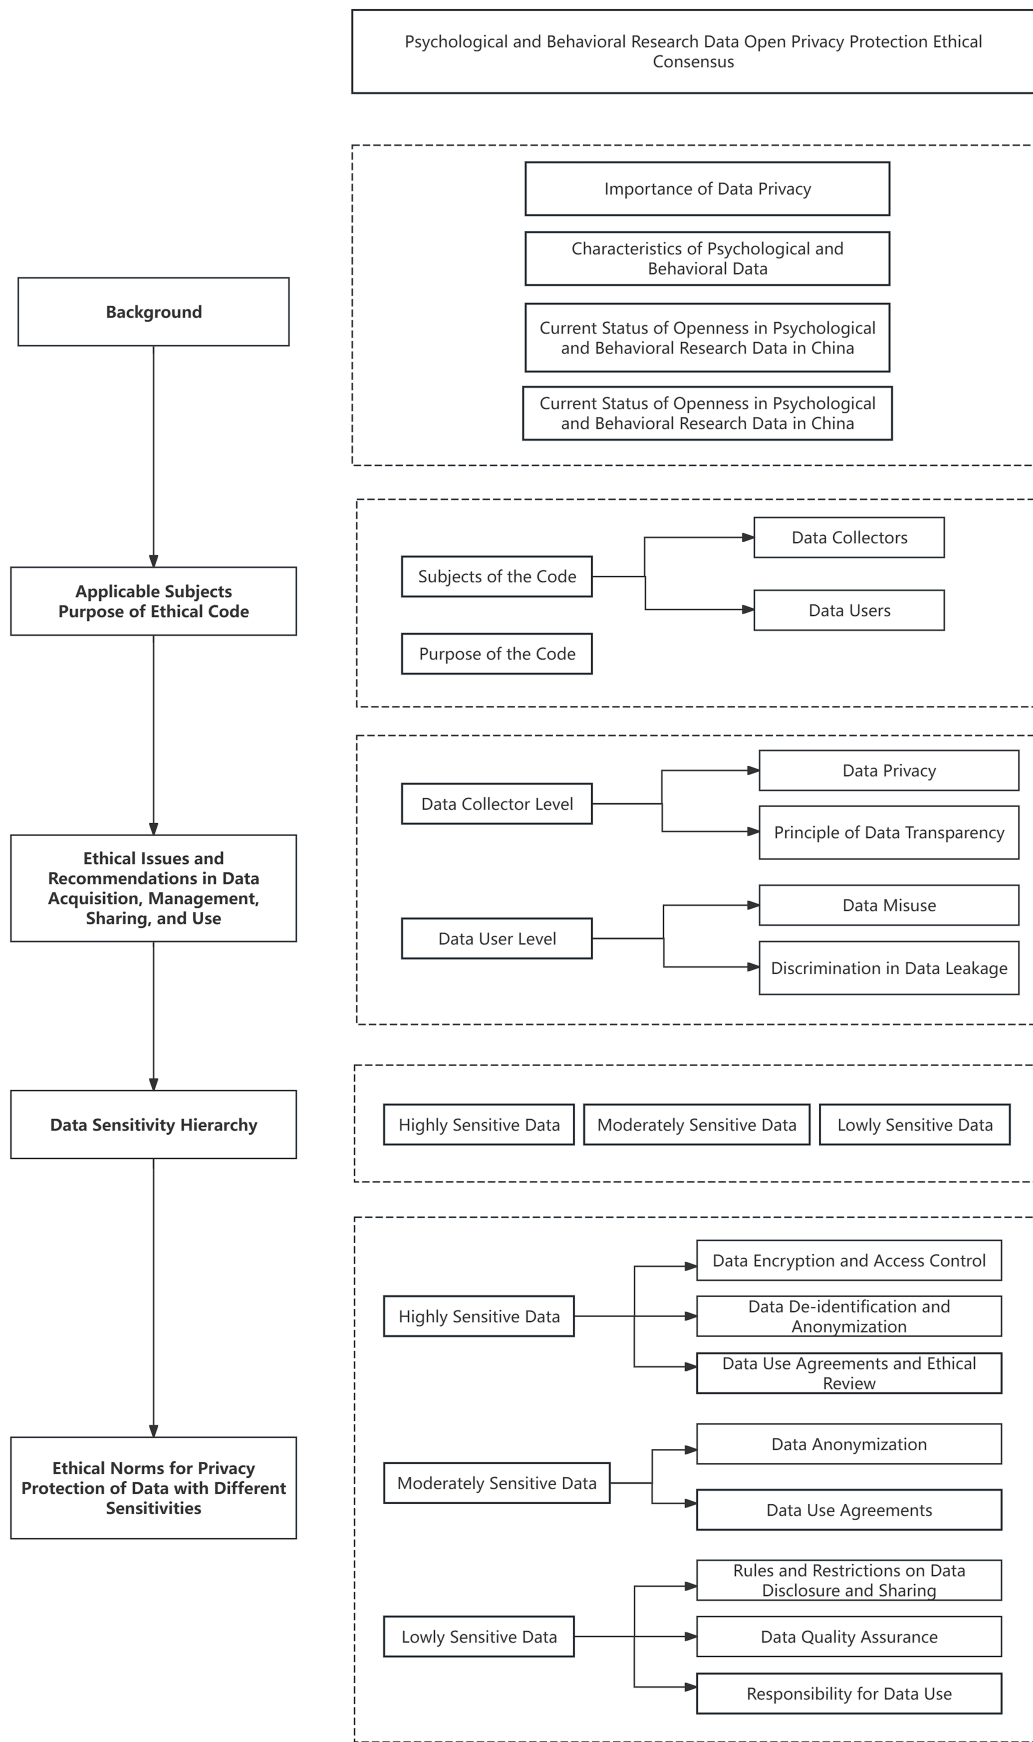 Psychological and Behavioral Research Data Open Privacy Protection Ethical
Consensus
Importance of Data Privacy
Characteristics of Psychological and
Behavioral Data
Background
Current Status of Openness in Psychological
and Behavioral Research Data in China
Current Status of Openness in Psychological
and Behavioral Research Data in China
Applicable Subjects
Purpose of Ethical Code
Subjects of the Code
Data Collectors
Data Users
Purpose of the Code
Ethical Issues and
Recommendations in Data
Acquisition, Management,
Sharing, and Use
Data Collector Level
Data Privacy
Principle of Data Transparency
Data User Level
Data Misuse
Discrimination in Data Leakage
Data Sensitivity Hierarchy
Highly Sensitive Data
Moderately Sensitive Data
Lowly Sensitive Data
Ethical Norms for Privacy
Protection of Data with Different
Sensitivities
Highly Sensitive Data
Data Encryption and Access Control
Data De-identification and
Anonymization
Data Use Agreements and Ethical
Review
Moderately Sensitive Data
Data Anonymization
Data Use Agreements
Lowly Sensitive Data
Rules and Restrictions on Data
Disclosure and Sharing
Data Quality Assurance
Responsibility for Data Use